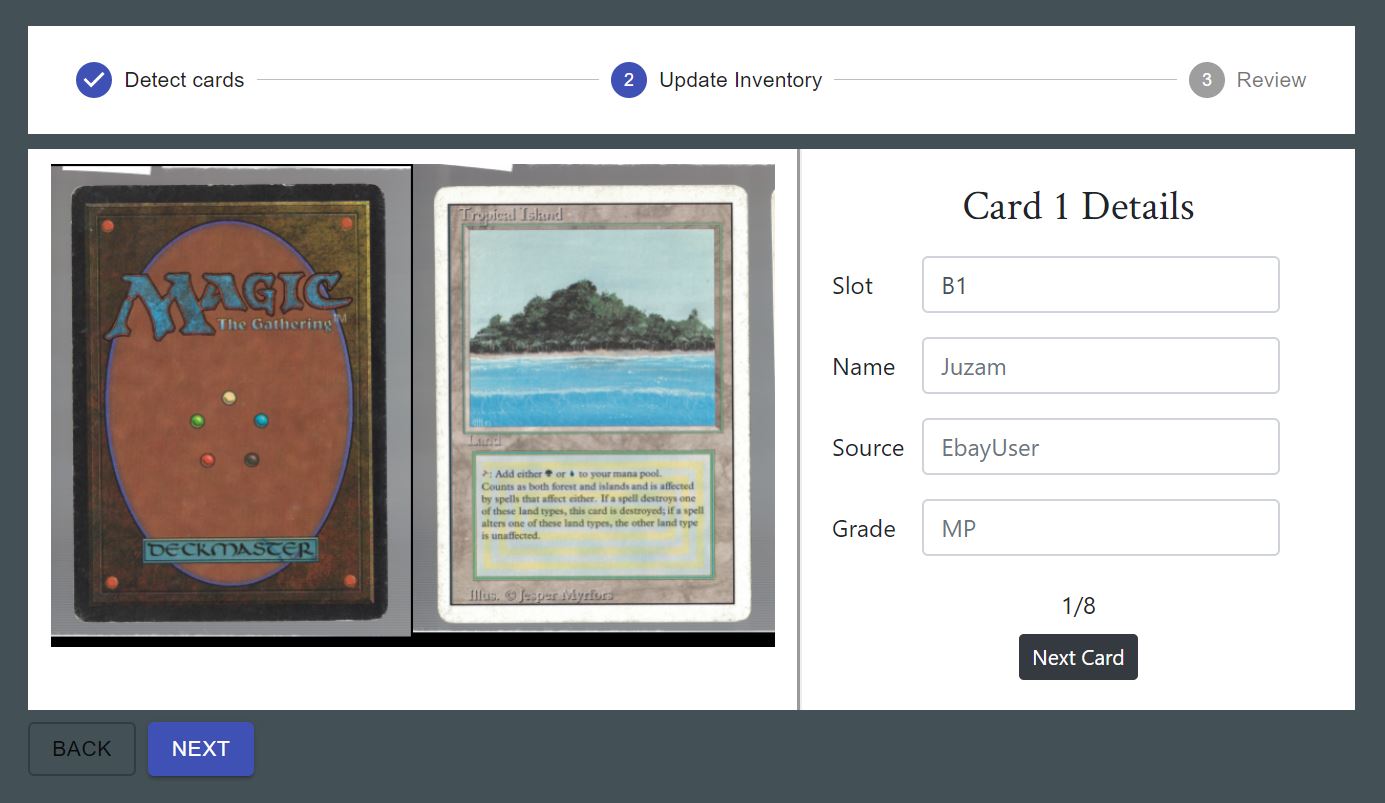 Detect cards
2 Update Inventory
3 Review
MAGIC
The Gathering™
DECKMASTER
Tropical Island
Land
: Add either or to your mana pool.
Counts as both forest and islands and is affected
by spells that affect either. If a spell destroys one
of these land types, this card is destroyed; if a spell
alters one of these land types, the other land type
is unaffected.
Illus. © Jesper Myrfors
Card 1 Details
Slot B1
Name Juzam
Source EbayUser
Grade MP
1/8
Next Card
BACK NEXT